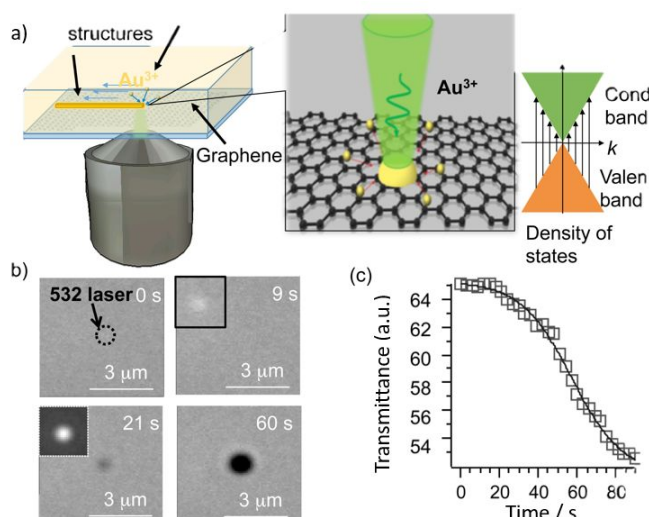 a)
structures
Au3+
Graphene
Au3+
Cond
band
k
Valen
band
Density of
states
b)
532 laser
0 s
3 μm
9 s
3 μm
21 s
3 μm
60 s
3 μm
(c)
Transmittance (a.u.)
64
62
60
58
56
54
0
20
40
60
80
Time / s